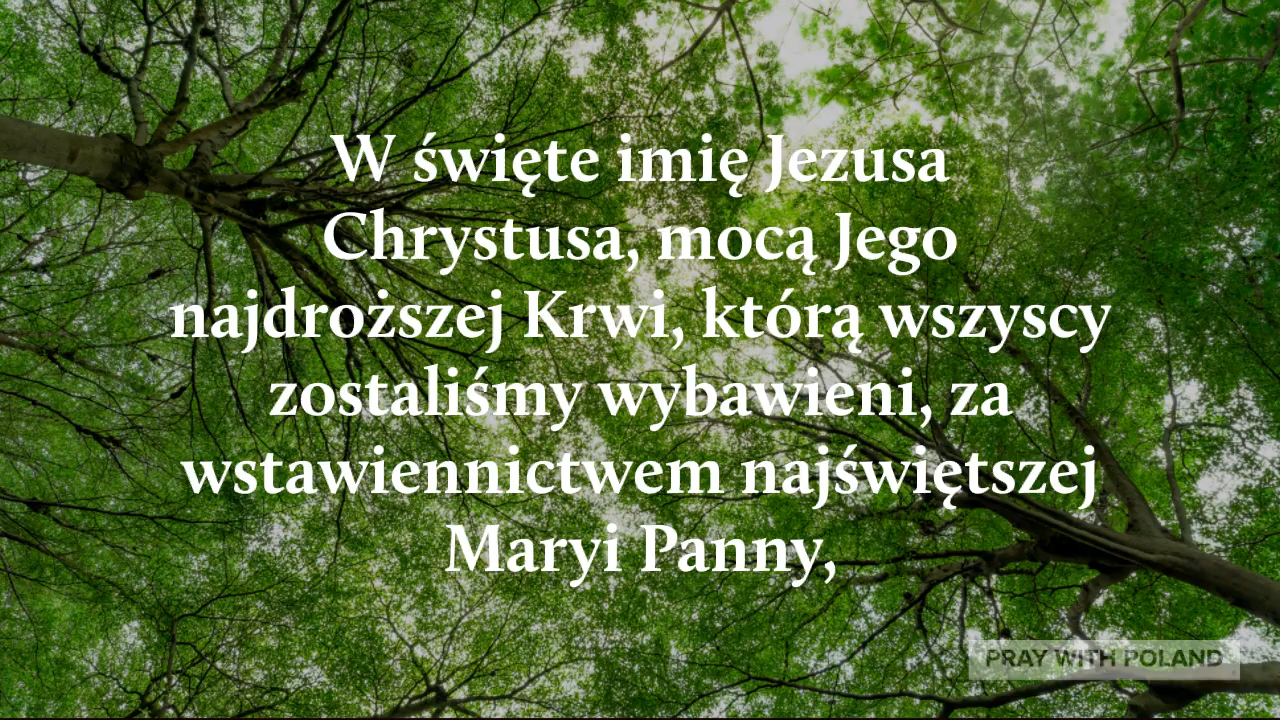 W święte imię Jezusa
Chrystusa, mocą Jego
najdroższej Krwi, którą wszyscy
zostaliśmy wybawieni, za
wstawiennictwem najświętszej
Maryi Panny,
PRAY WITH POLAND